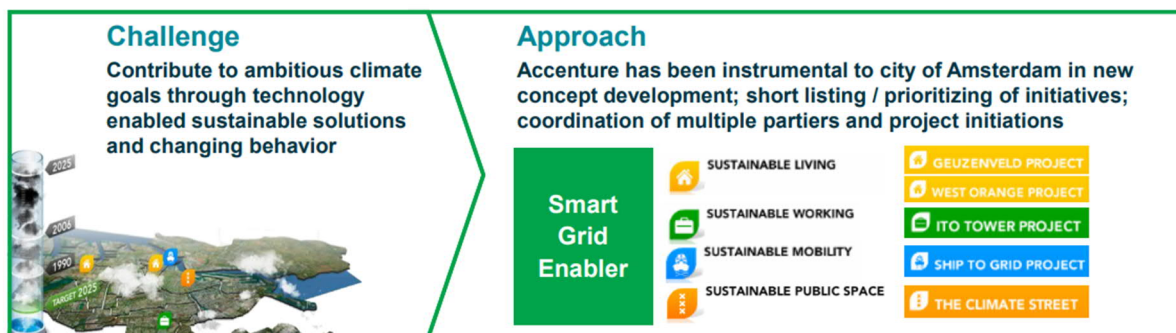 Challenge
Contribute to ambitious climate
goals through technology
enabled sustainable solutions
and changing behavior
2025
2006
1990
TARGET 2025
Approach
Accenture has been instrumental to city of Amsterdam in new
concept development; short listing / prioritizing of initiatives;
coordination of multiple partiers and project initiations
Smart
Grid
Enabler
SUSTAINABLE LIVING
SUSTAINABLE WORKING
SUSTAINABLE MOBILITY
SUSTAINABLE PUBLIC SPACE
GEUZENVELD PROJECT
WEST ORANGE PROJECT
ITO TOWER PROJECT
SHIP TO GRID PROJECT
THE CLIMATE STREET